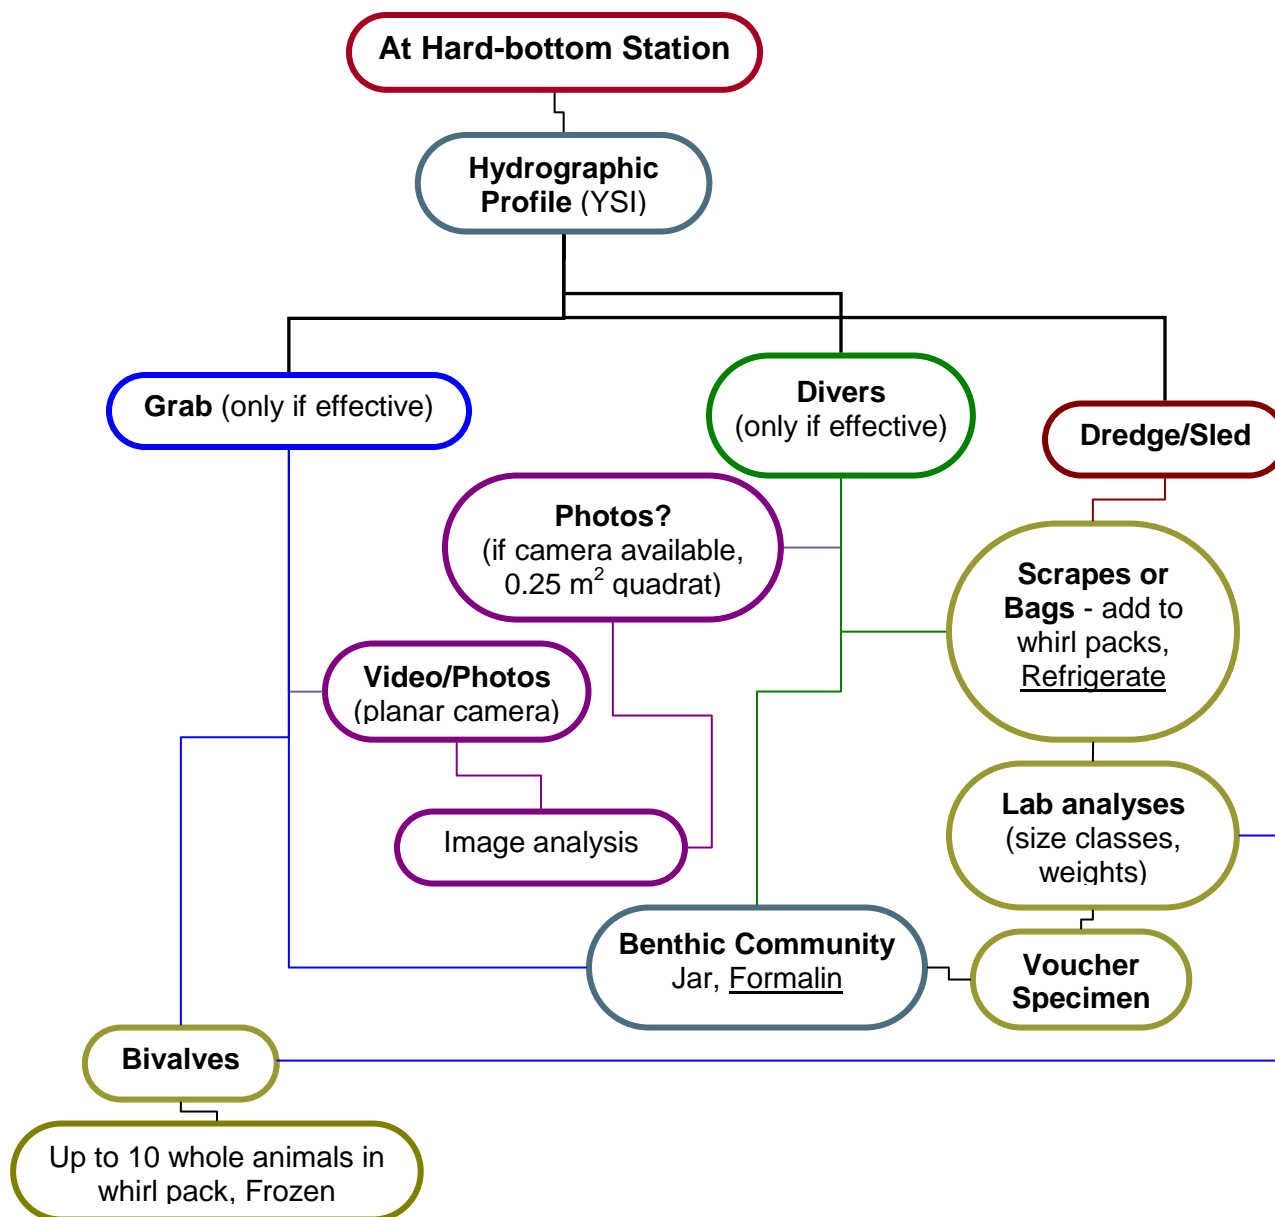 At Hard-bottom Station
Hydrographic
Profile (YSI)
Grab (only if effective)
Divers
(only if effective)
Dredge/Sled
Photos?
(if camera available,
0.25 m² quadrat)
Scrapes or
Bags - add to
whirl packs,
Refrigerate
Video/Photos
(planar camera)
Lab analyses
(size classes,
weights)
Image analysis
Benthic Community
Jar, Formalin
Voucher
Specimen
Bivalves
Up to 10 whole animals in
whirl pack, Frozen